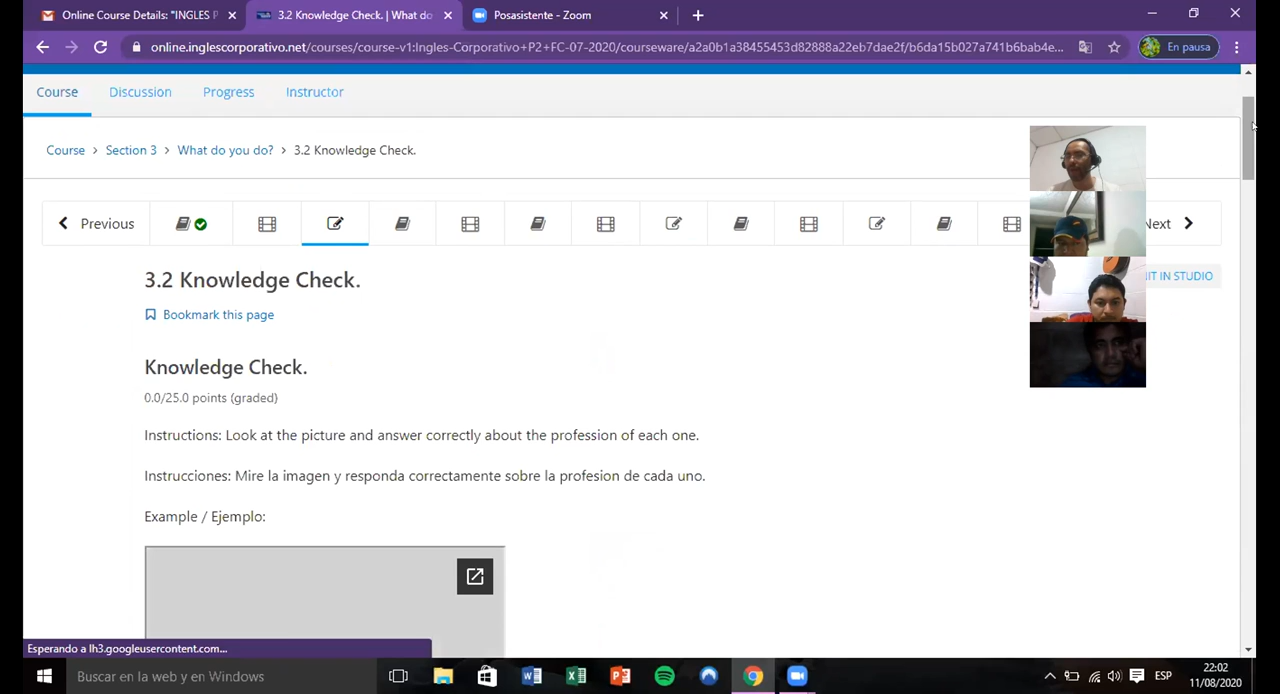 Online Course Details: "INGLES P
3.2 Knowledge Check. | What do
Posasistente - Zoom
online.inglescorporativo.net/courses/course-v1:Ingles-Corporativo+P2+FC-07-2020/courseware/a2a0b1a38455453d82888a22eb7dae2f/b6da15b027a741b6bab4e...
En pausa
Course Discussion Progress Instructor
Course > Section 3 > What do you do? > 3.2 Knowledge Check.
Previous
Next
3.2 Knowledge Check.
IT IN STUDIO
Bookmark this page
Knowledge Check.
0.0/25.0 points (graded)
Instructions: Look at the picture and answer correctly about the profession of each one.
Instrucciones: Mire la imagen y responda correctamente sobre la profesion de cada uno.
Example / Ejemplo:
Esperando a lh3.googleusercontent.com...
Buscar en la web y en Windows
ESP
22:02
11/08/2020